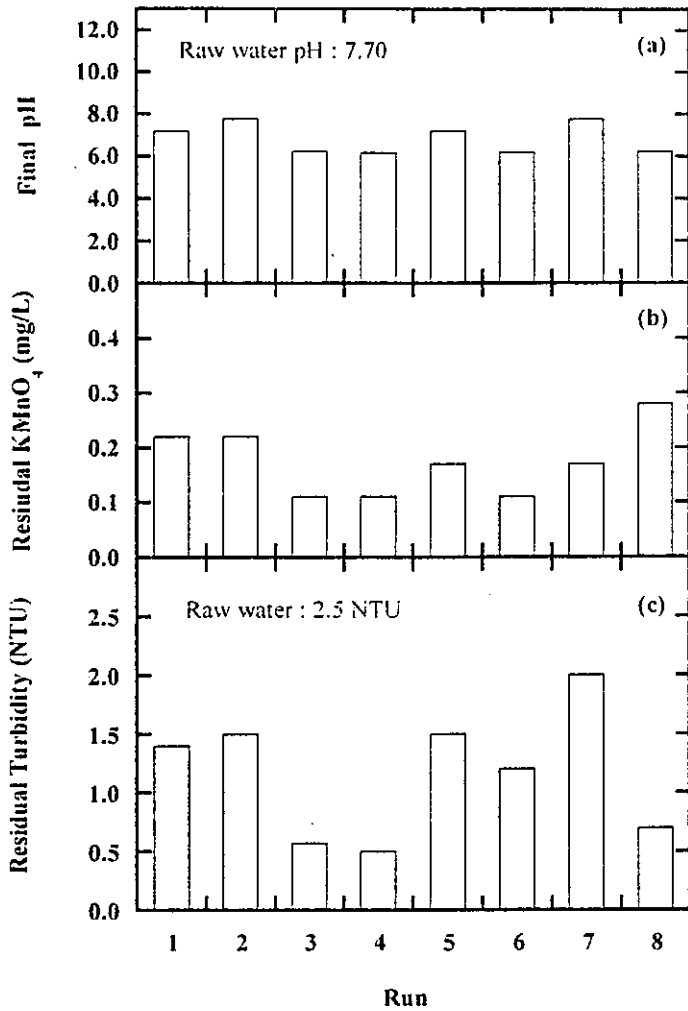 12.0
10.0
8.0
6.0
4.0
2.0
0.0
Final pH
Raw water pH : 7.70
(a)
0.4
0.3
0.2
0.1
0.0
Resiudal KMnO4 (mg/L)
(b)
2.5
2.0
1.5
1.0
0.5
0.0
Residual Turbidity (NTU)
Raw water : 2.5 NTU
(c)
1 2 3 4 5 6 7 8
Run